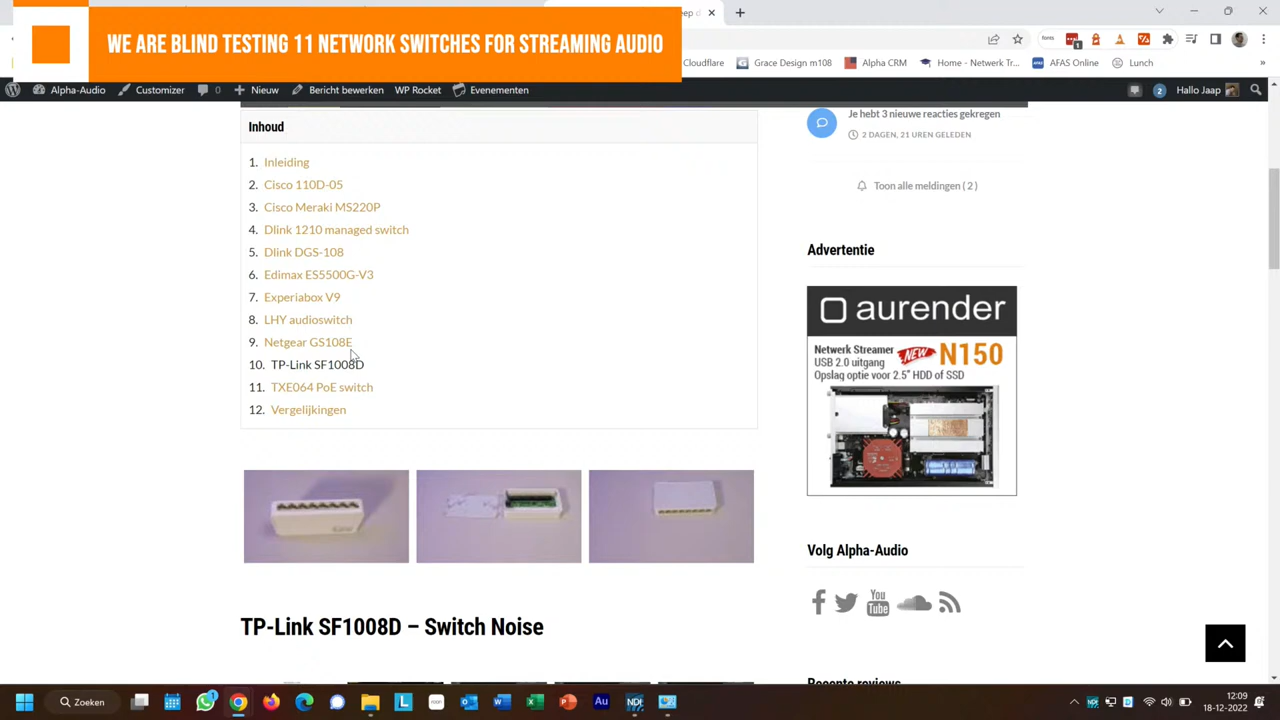 WE ARE BLIND TESTING 11 NETWORK SWITCHES FOR STREAMING AUDIO
Cloudflare
Grace Design m108
Alpha CRM
Home - Netwerk Tr...
AFAS Online
Lunch
Alpha-Audio
Customizer
0
Nieuw
Bericht bewerken
WP Rocket
Evenementen
2
Hallo Jaap
Inhoud
1. Inleiding
2. Cisco 110D-05
3. Cisco Meraki MS220P
4. Dlink 1210 managed switch
5. Dlink DGS-108
6. Edimax ES5500G-V3
7. Experiabox V9
8. LHY audioswitch
9. Netgear GS108E
10. TP-Link SF1008D
11. TXE064 PoE switch
12. Vergelijkingen
TP-Link SF1008D – Switch Noise
Je hebt 3 nieuwe reacties gekregen
2 DAGEN, 21 UREN GELEDEN
Toon alle meldingen ( 2 )
Advertentie
aurender
Netwerk Streamer NEW N150
USB 2.0 uitgang
Opslag optie voor 2.5" HDD of SSD
Volg Alpha-Audio
You
Tube
Recente reviews
Zoeken
12:09
18-12-2022